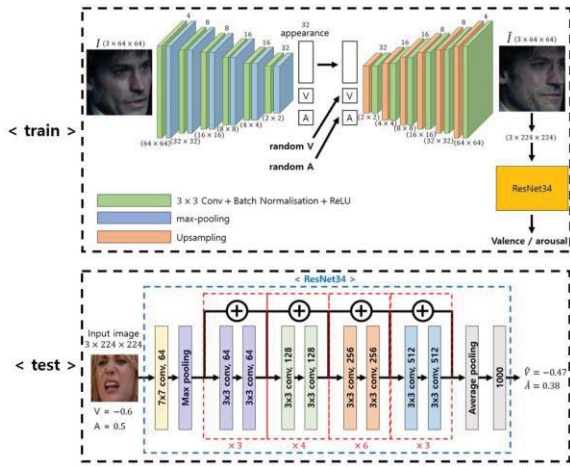 < train >
I (3 × 64 × 64)
4
8
8
16
16
32
(64 × 64)
(32 × 32)
(16 × 16)
(8 × 8)
(4 × 4)
(2 × 2)
32
appearance
V
A
V
A
random V
random A
32
16
16
8
8
4
(2 × 2)
(4 × 4)
(8 × 8)
(16 × 16)
(32 × 32)
(64 × 64)
Î (3 × 64 × 64)
(3 × 224 × 224)
ResNet34
Valence / arousal
3 × 3 Conv + Batch Normalisation + ReLU
max-pooling
Upsampling
< test >
< ResNet34 >
Input image
3 × 224 × 224
V = −0.6
A = 0.5
7x7 conv, 64
Max pooling
3x3 conv, 64
3x3 conv, 64
× 3
3x3 conv, 128
3x3 conv, 128
× 4
3x3 conv, 256
3x3 conv, 256
× 6
3x3 conv, 512
3x3 conv, 512
× 3
Average pooling
1000
V̂ = −0.47
Â = 0.38